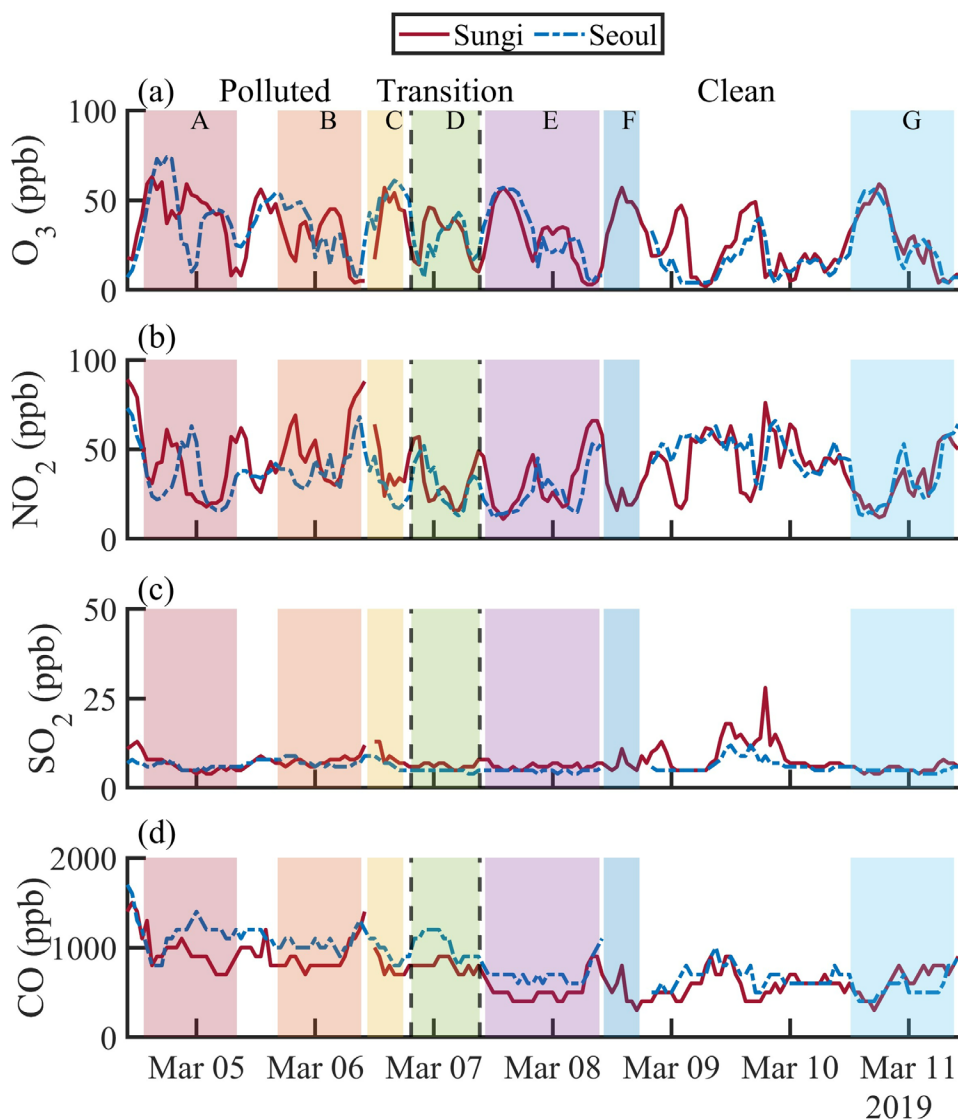 Sungi Seoul
(a) Polluted Transition Clean
A B C D E F G
100
50
0
O3 (ppb)
(b)
100
50
0
NO2 (ppb)
(c)
50
25
0
SO2 (ppb)
(d)
2000
1000
0
CO (ppb)
Mar 05 Mar 06 Mar 07 Mar 08 Mar 09 Mar 10 Mar 11
2019